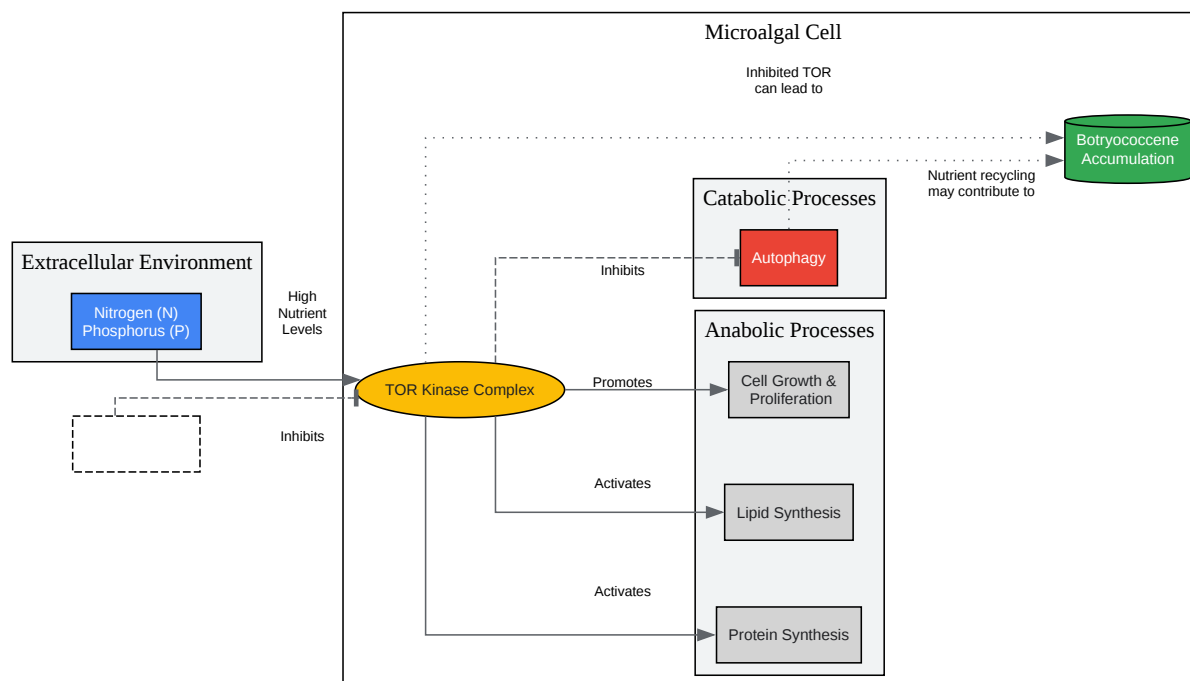 Microalgal Cell
Inhibited TOR
can lead to
Botryococcene
Accumulation
Nutrient recycling
may contribute to
Catabolic Processes
Autophagy
Inhibits
Extracellular Environment
Nitrogen (N)
Phosphorus (P)
High
Nutrient
Levels
Anabolic Processes
TOR Kinase Complex
Promotes
Cell Growth &
Proliferation
Inhibits
Activates
Lipid Synthesis
Activates
Protein Synthesis